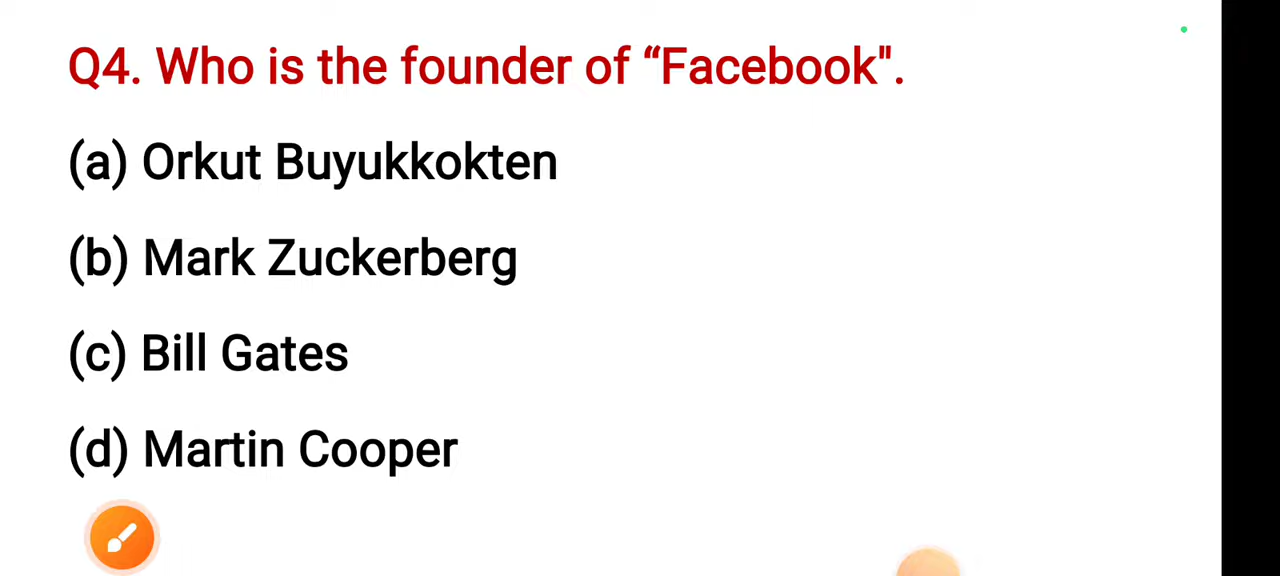 Q4. Who is the founder of “Facebook".
(a) Orkut Buyukkokten
(b) Mark Zuckerberg
(c) Bill Gates
(d) Martin Cooper